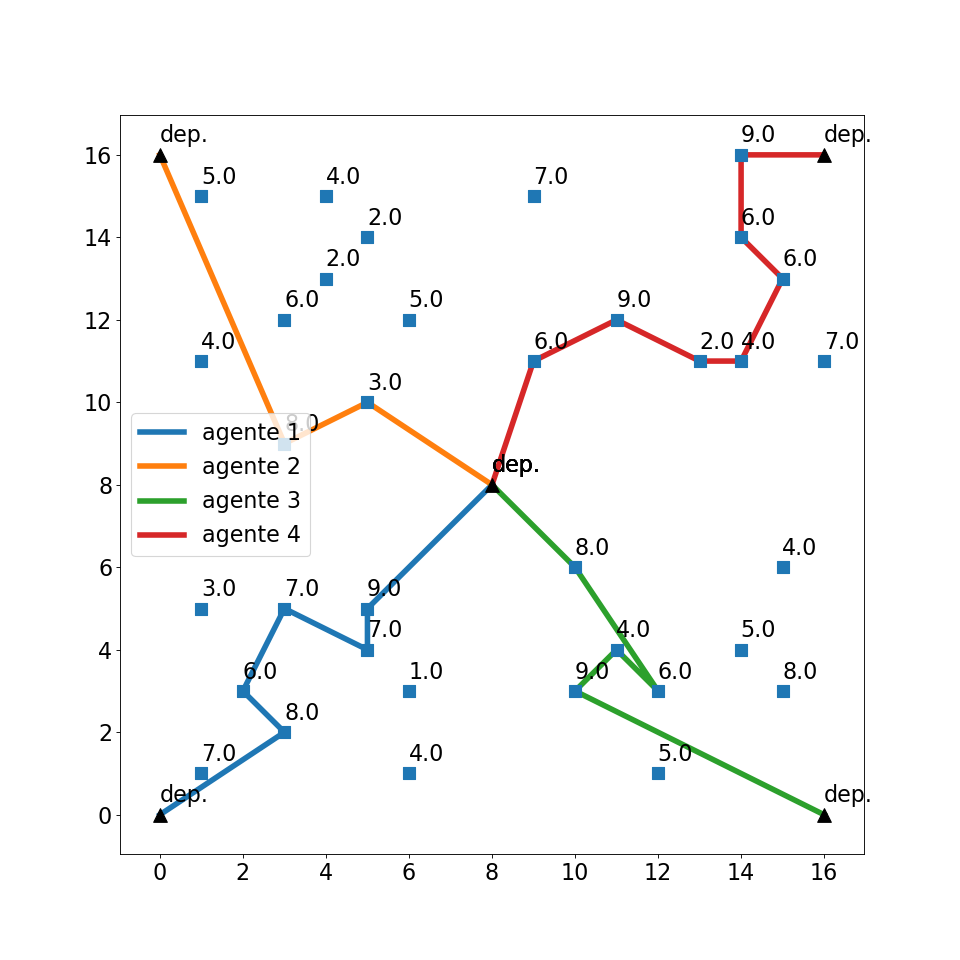 9.0 dep.
16 dep.
5.0 4.0 7.0
2.0 6.0
14
2.0 6.0
6.0 5.0 9.0
12
4.0 6.0 2.0 4.0 7.0
3.0
10
8.0
agente 1
agente 2
agente 3
agente 4
8 dep.
8.0 4.0
6
3.0 7.0 9.0
7.0 4.0 5.0
4
6.0 1.0 9.0 6.0 8.0
8.0
2
7.0 4.0 5.0
dep. dep.
0
0 2 4 6 8 10 12 14 16